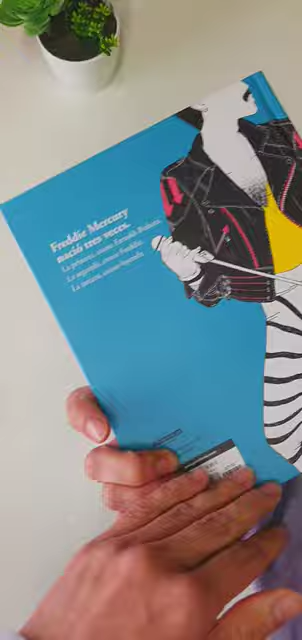 Freddie Mercury
nació tres veces.
La primera, como Farrokh Bulsara.
La segunda, como Freddie.
La tercera, como leyenda.